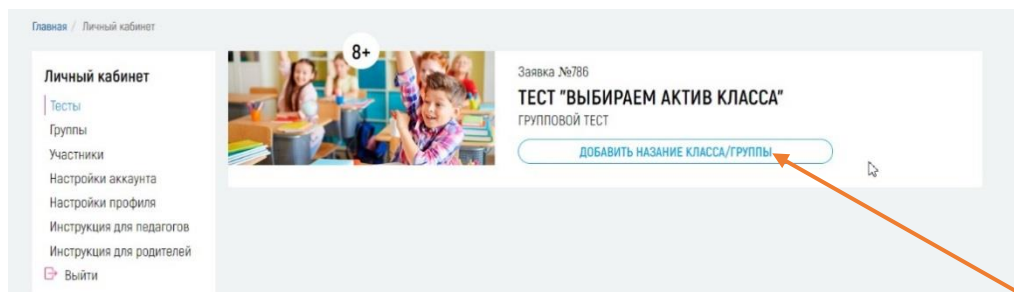 Главная / Личный кабинет
Личный кабинет
Тесты
Группы
Участники
Настройки аккаунта
Настройки профиля
Инструкция для педагогов
Инструкция для родителей
Выйти
8+
Заявка №786
ТЕСТ "ВЫБИРАЕМ АКТИВ КЛАССА"
ГРУППОВОЙ ТЕСТ
ДОБАВИТЬ НАЗАНИЕ КЛАССА/ГРУППЫ